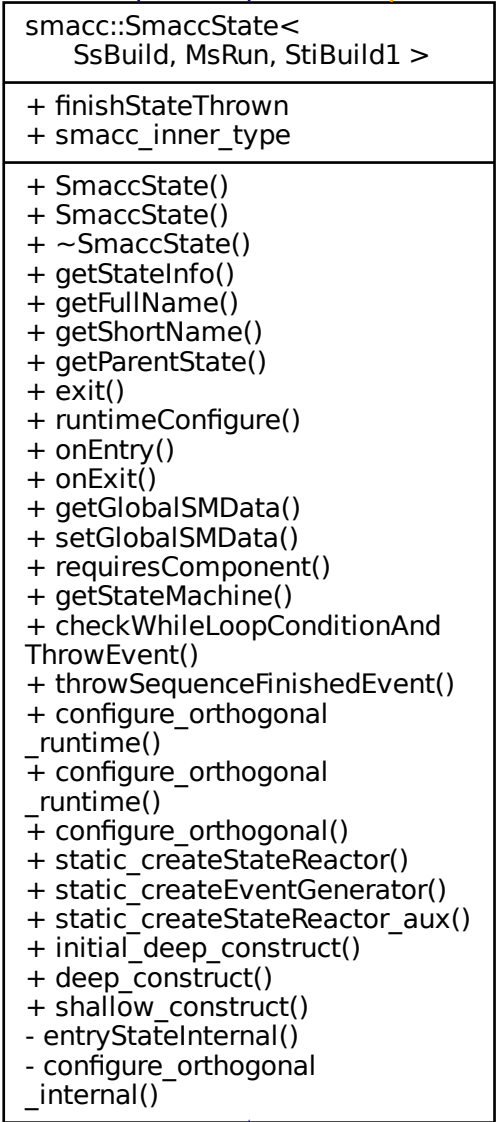 smacc::SmaccState<
SsBuild, MsRun, StiBuild1 >
+ finishStateThrown
+ smacc_inner_type
+ SmaccState()
+ SmaccState()
+ ~SmaccState()
+ getStateInfo()
+ getFullName()
+ getShortName()
+ getParentState()
+ exit()
+ runtimeConfigure()
+ onEntry()
+ onExit()
+ getGlobalSMData()
+ setGlobalSMData()
+ requiresComponent()
+ getStateMachine()
+ checkWhileLoopConditionAnd
ThrowEvent()
+ throwSequenceFinishedEvent()
+ configure_orthogonal
_runtime()
+ configure_orthogonal
_runtime()
+ configure_orthogonal()
+ static_createStateReactor()
+ static_createEventGenerator()
+ static_createStateReactor_aux()
+ initial_deep_construct()
+ deep_construct()
+ shallow_construct()
- entryStateInternal()
- configure_orthogonal
_internal()